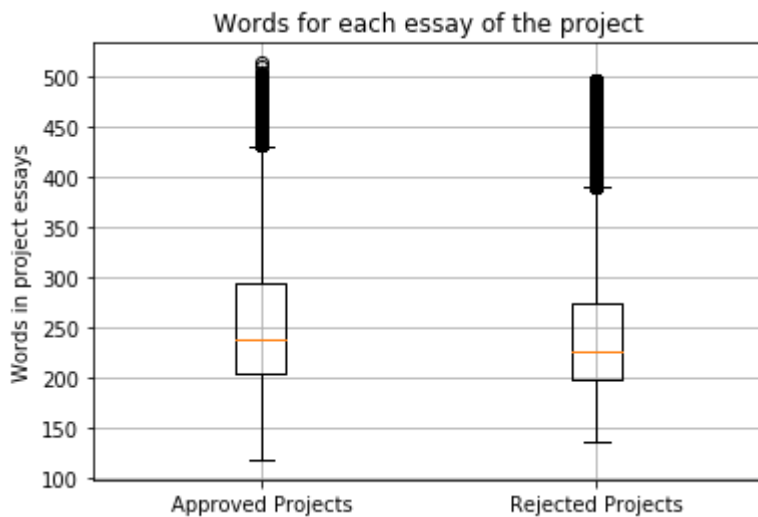 Words for each essay of the project
Words in project essays
500
450
400
350
300
250
200
150
100
Approved Projects
Rejected Projects